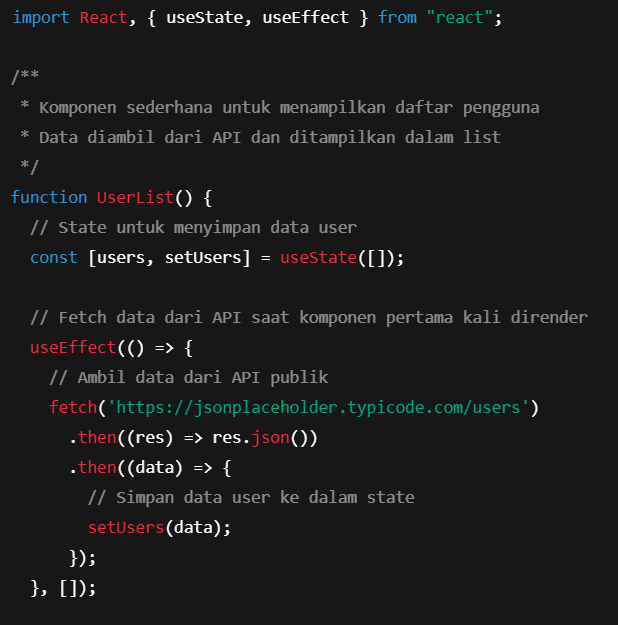 import React, { useState, useEffect } from "react";
/**
 * Komponen sederhana untuk menampilkan daftar pengguna
 * Data diambil dari API dan ditampilkan dalam list
 */
function UserList() {
  // State untuk menyimpan data user
  const [users, setUsers] = useState([]);
  // Fetch data dari API saat komponen pertama kali dirender
  useEffect(() => {
    // Ambil data dari API publik
    fetch('https://jsonplaceholder.typicode.com/users')
      .then((res) => res.json())
      .then((data) => {
        // Simpan data user ke dalam state
        setUsers(data);
      });
  }, []);